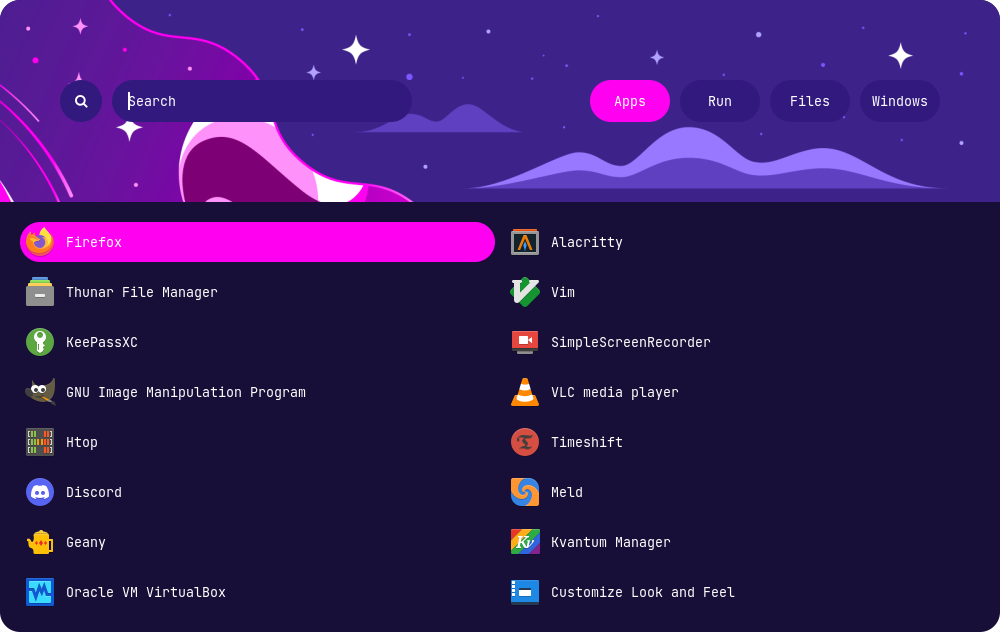 Search
Apps
Run
Files
Windows
Firefox
Alacritty
Thunar File Manager
Vim
KeePassXC
SimpleScreenRecorder
GNU Image Manipulation Program
VLC media player
Htop
Timeshift
Discord
Meld
Geany
Kvantum Manager
Oracle VM VirtualBox
Customize Look and Feel